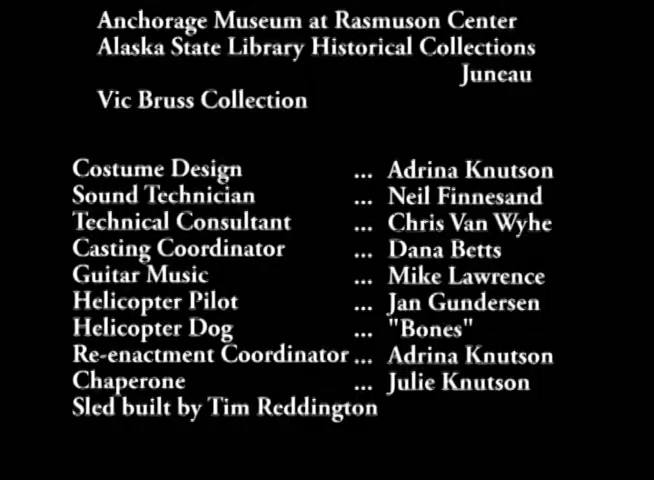 Anchorage Museum at Rasmuson Center
Alaska State Library Historical Collections
Juneau
Vic Bruss Collection
Costume Design ... Adrina Knutson
Sound Technician ... Neil Finnesand
Technical Consultant ... Chris Van Wyhe
Casting Coordinator ... Dana Betts
Guitar Music ... Mike Lawrence
Helicopter Pilot ... Jan Gundersen
Helicopter Dog ... "Bones"
Re-enactment Coordinator ... Adrina Knutson
Chaperone ... Julie Knutson
Sled built by Tim Reddington